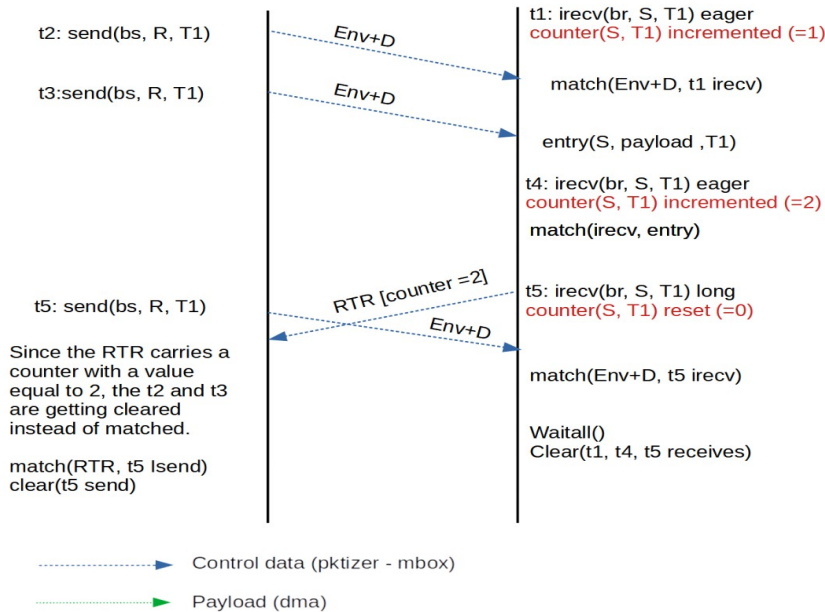 t1: irecv(br, S, T1) eager
counter(S, T1) incremented (=1)
t2: send(bs, R, T1)
Env+D
match(Env+D, t1 irecv)
t3:send(bs, R, T1)
Env+D
entry(S, payload ,T1)
t4: irecv(br, S, T1) eager
counter(S, T1) incremented (=2)
match(irecv, entry)
RTR [counter =2]
t5: irecv(br, S, T1) long
counter(S, T1) reset (=0)
t5: send(bs, R, T1)
Env+D
Since the RTR carries a
counter with a value
equal to 2, the t2 and t3
are getting cleared
instead of matched.
match(RTR, t5 Isend)
clear(t5 send)
match(Env+D, t5 irecv)
Waitall()
Clear(t1, t4, t5 receives)
Control data (pktizer - mbox)
Payload (dma)